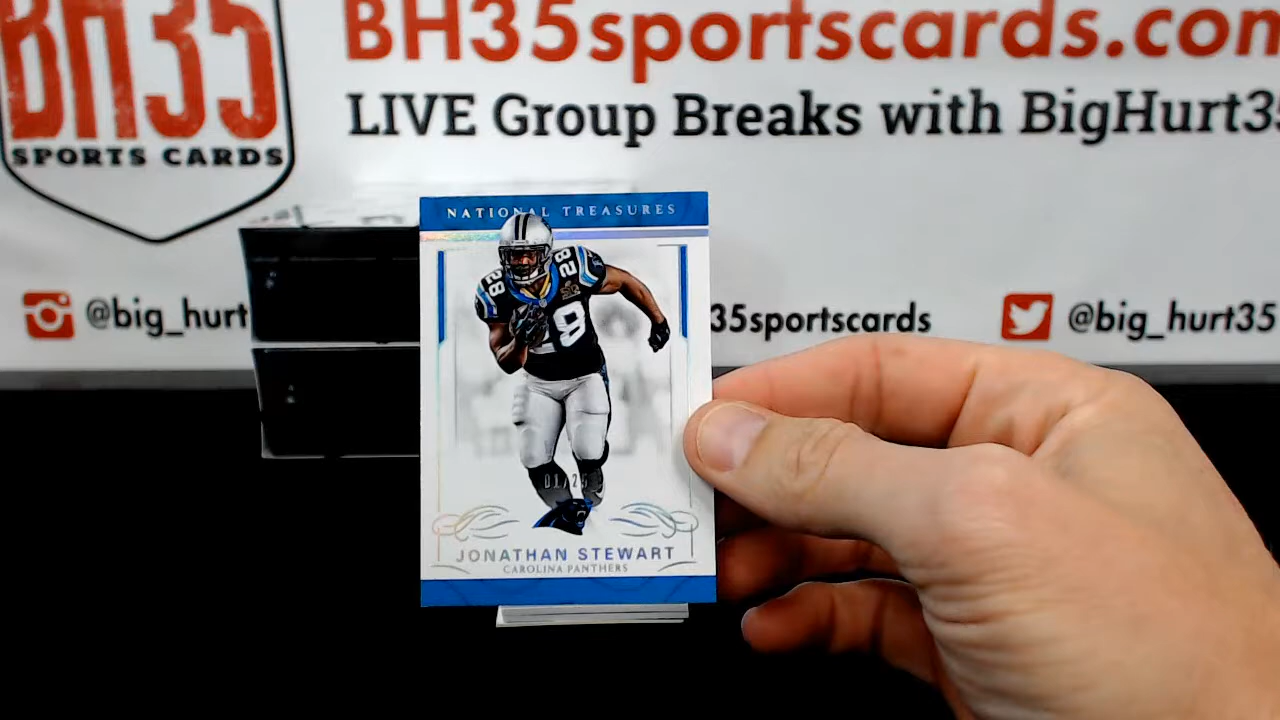 BH35
SPORTS CARDS
BH35sportscards.com
LIVE Group Breaks with BigHurt35
@big_hurt
35sportscards
@big_hurt35
NATIONAL TREASURES
28
28
28
JONATHAN STEWART
CAROLINA PANTHERS